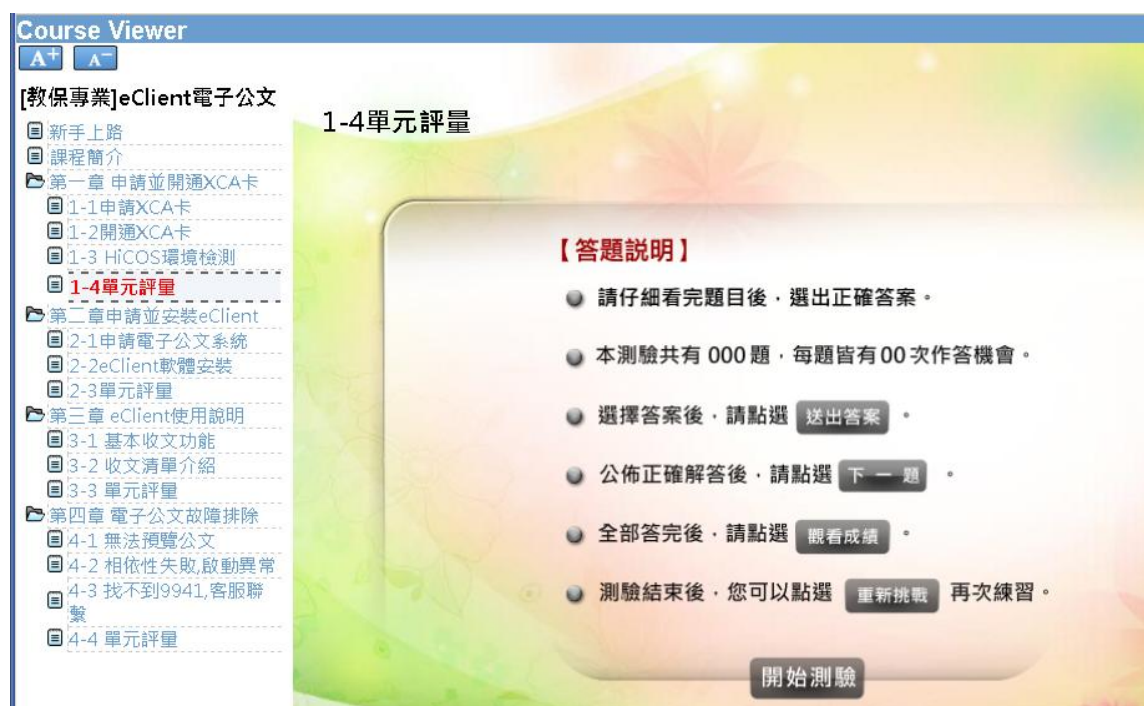 Course Viewer
A+ A-
[教保專業]eClient電子公文
新手上路
課程簡介
第一章 申請並開通XCA卡
1-1申請XCA卡
1-2開通XCA卡
1-3 HiCOS環境檢測
1-4單元評量
第二章申請並安裝eClient
2-1申請電子公文系統
2-2eClient軟體安裝
2-3單元評量
第三章 eClient使用說明
3-1 基本收文功能
3-2 收文清單介紹
3-3 單元評量
第四章 電子公文故障排除
4-1 無法預覽公文
4-2 相依性失敗,啟動異常
4-3 找不到9941,客服聯
繫
4-4 單元評量
1-4單元評量
【答題說明】
請仔細看完題目後，選出正確答案。
本測驗共有 000 題，每題皆有 00 次作答機會。
選擇答案後，請點選 送出答案 。
公佈正確解答後，請點選 下一題 。
全部答完後，請點選 觀看成績 。
測驗結束後，您可以點選 重新挑戰 再次練習。
開始測驗